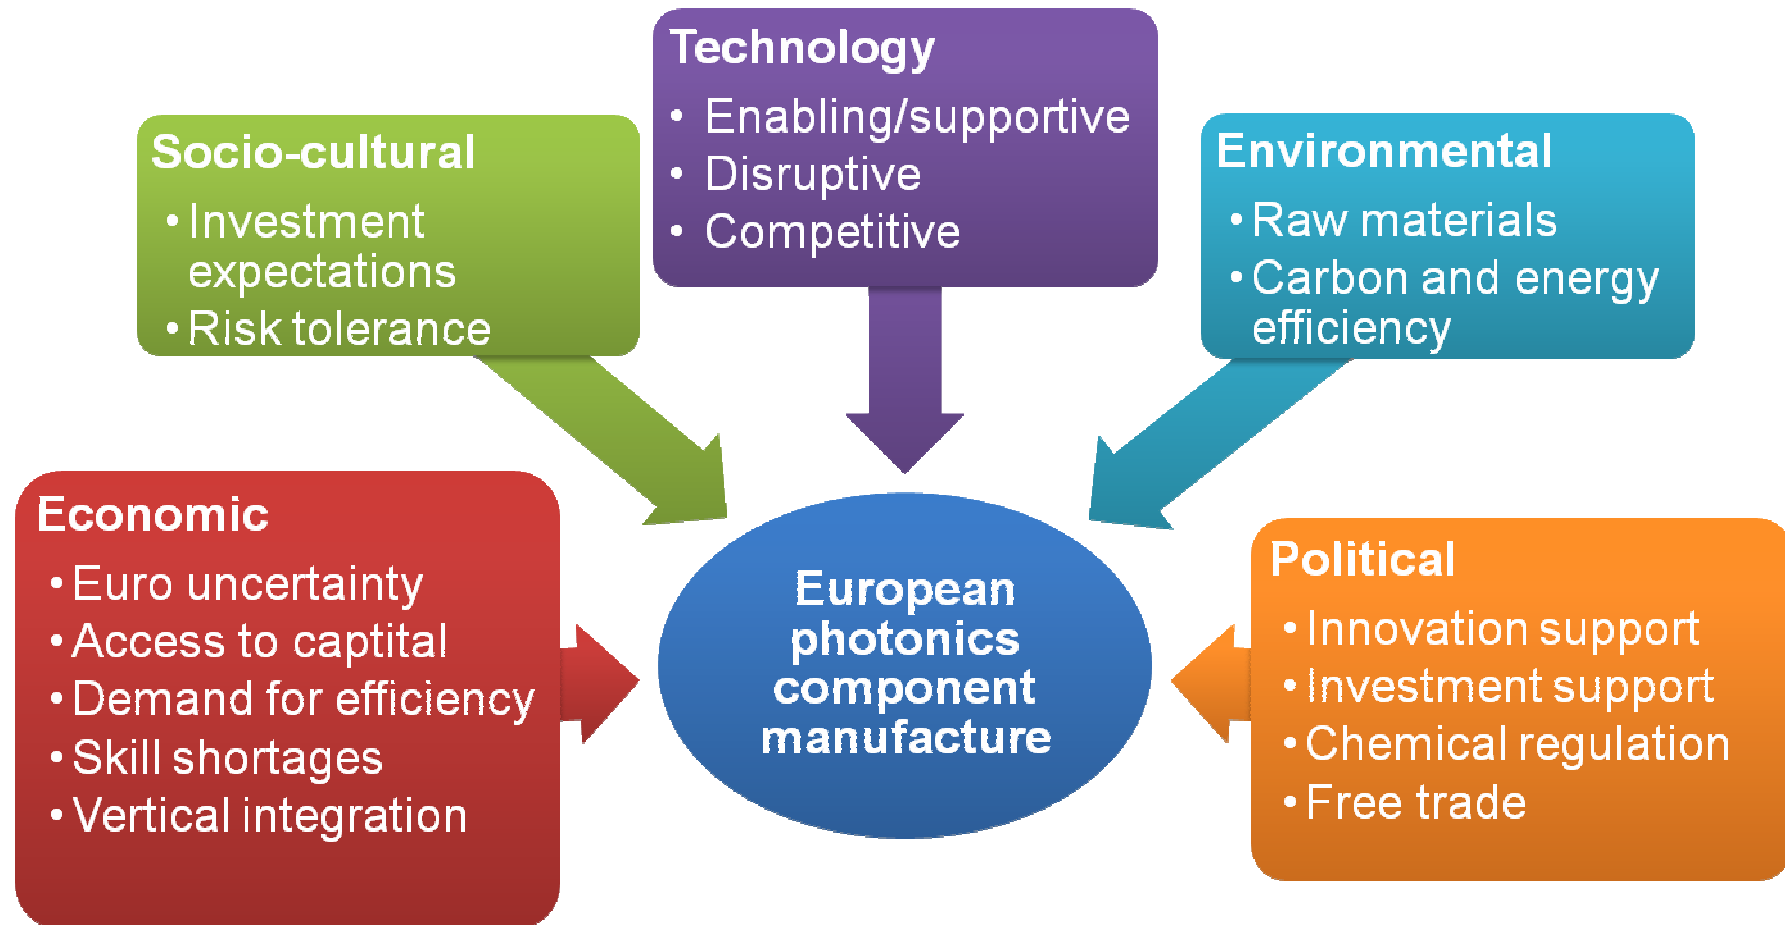 Technology
• Enabling/supportive
• Disruptive
• Competitive
Socio-cultural
• Investment
expectations
• Risk tolerance
Environmental
• Raw materials
• Carbon and energy
efficiency
Economic
• Euro uncertainty
• Access to captital
• Demand for efficiency
• Skill shortages
• Vertical integration
European
photonics
component
manufacture
Political
• Innovation support
• Investment support
• Chemical regulation
• Free trade